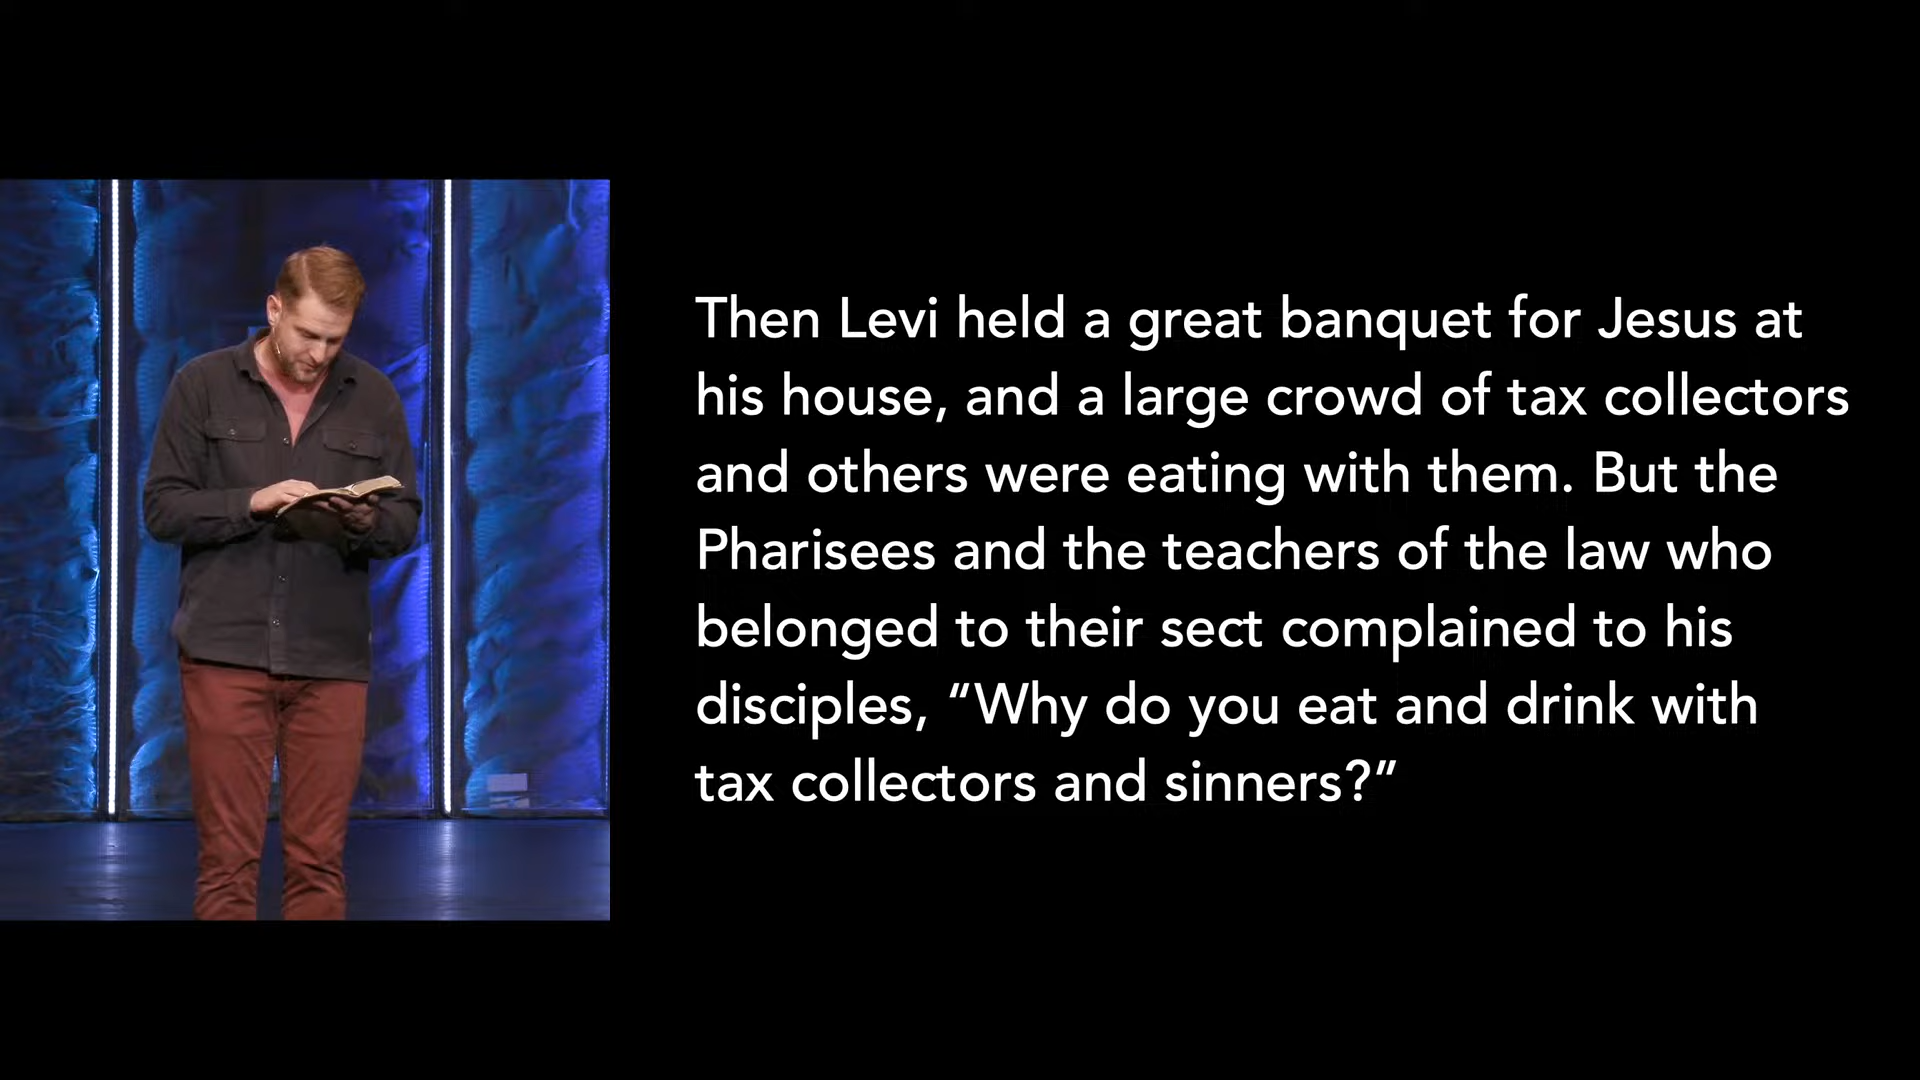 Then Levi held a great banquet for Jesus at
his house, and a large crowd of tax collectors
and others were eating with them. But the
Pharisees and the teachers of the law who
belonged to their sect complained to his
disciples, “Why do you eat and drink with
tax collectors and sinners?”